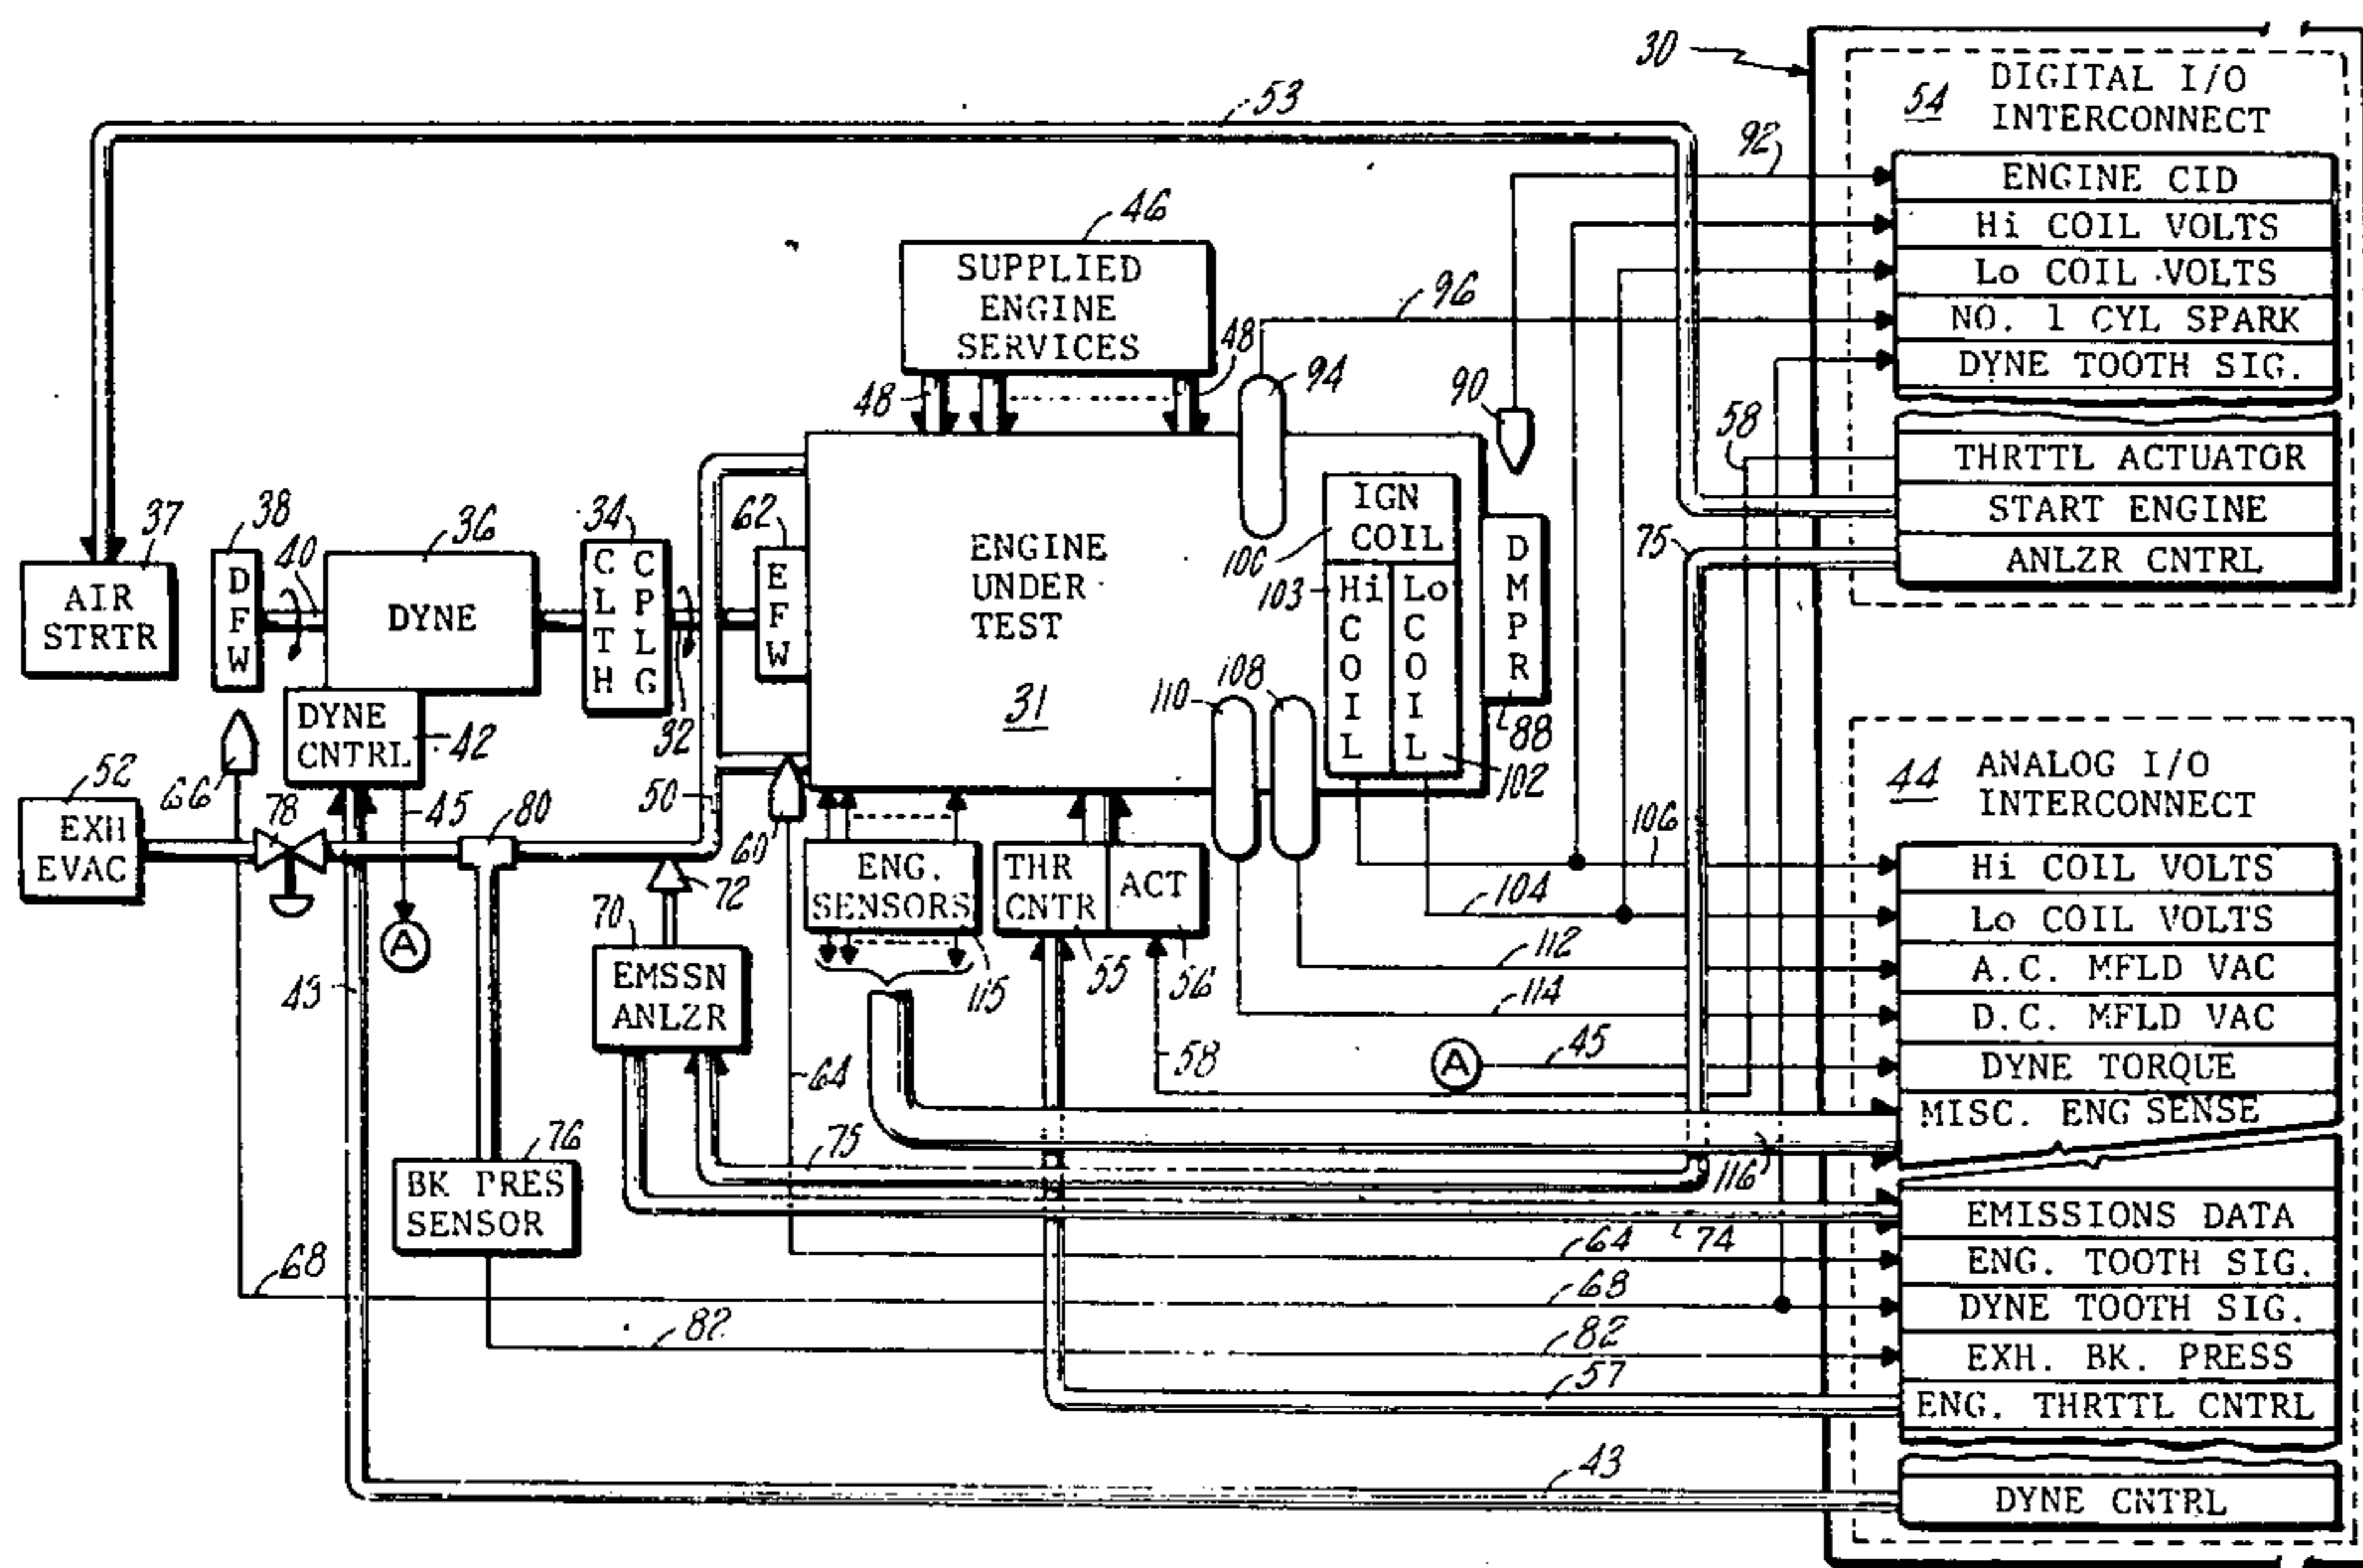 30
54
DIGITAL I/O
INTERCONNECT
53
92
ENGINE CID
Hi COIL VOLTS
Lo COIL VOLTS
NO. 1 CYL SPARK
DYNE TOOTH SIG.
THRTTL ACTUATOR
START ENGINE
ANLZR CNTRL
46
SUPPLIED
ENGINE
SERVICES
48
48
96
94
90
58
75
37
AIR
STRTR
38
DFW
40
36
DYNE
34
CLTH
CPLG
32
62
EFW
ENGINE
UNDER
TEST
31
IGN
COIL
100
103
Hi COIL
Lo COIL
102
DMPR
88
110
108
DYNE
CNTRL
42
66
52
EXH
EVAC
78
45
A
80
50
60
72
70
EMSSN
ANLZR
ENG.
SENSORS
115
THR
CNTR
55
ACT
56
106
104
112
114
58
A
45
43
64
76
BK PRES
SENSOR
75
116
74
64
68
68
82
82
57
43
44
ANALOG I/O
INTERCONNECT
Hi COIL VOLTS
Lo COIL VOLTS
A.C. MFLD VAC
D.C. MFLD VAC
DYNE TORQUE
MISC. ENG SENSE
EMISSIONS DATA
ENG. TOOTH SIG.
DYNE TOOTH SIG.
EXH. BK. PRESS
ENG. THRTTL CNTRL
DYNE CNTRL